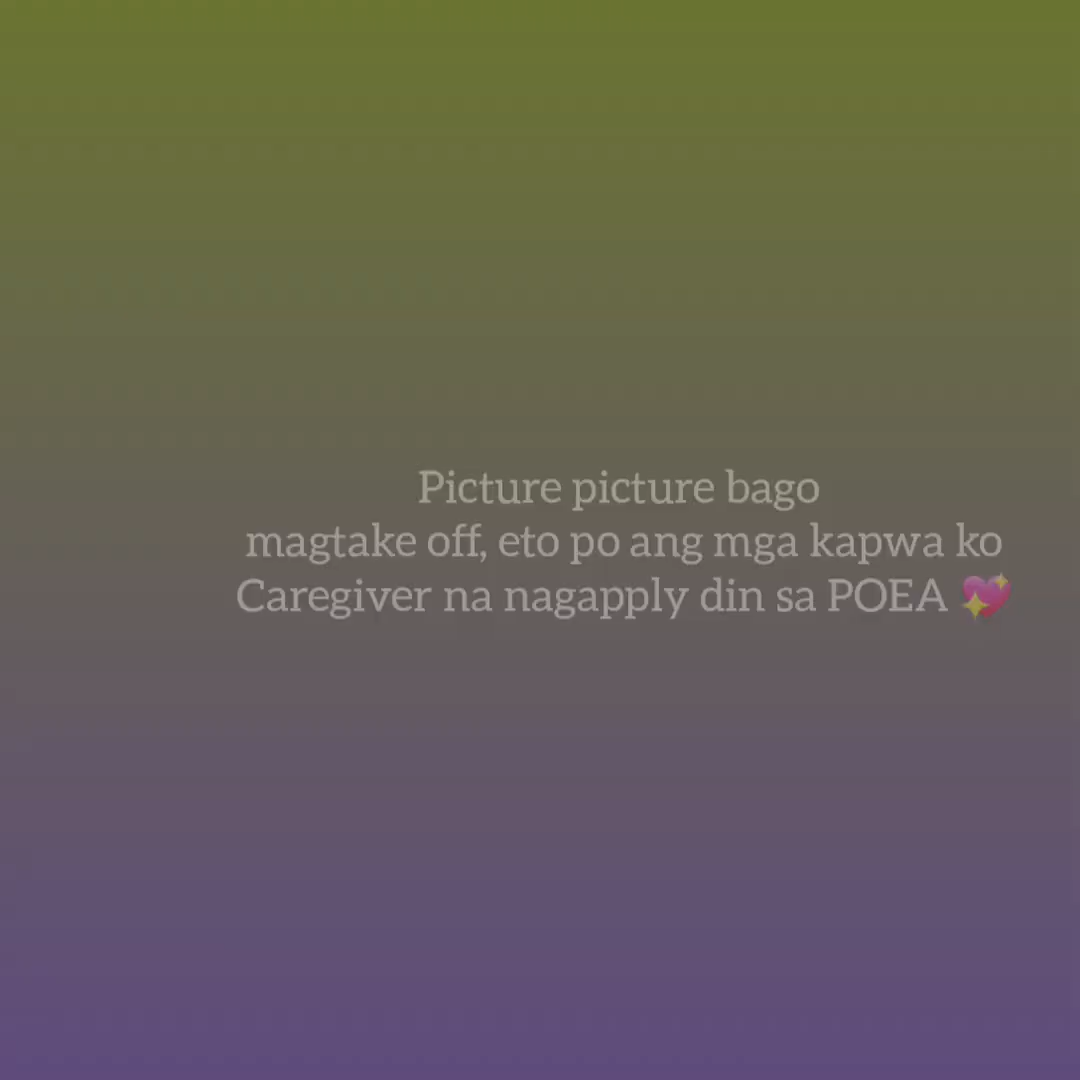 Picture picture bago
magtake off, eto po ang mga kapwa ko
Caregiver na nagapply din sa POEA 💖